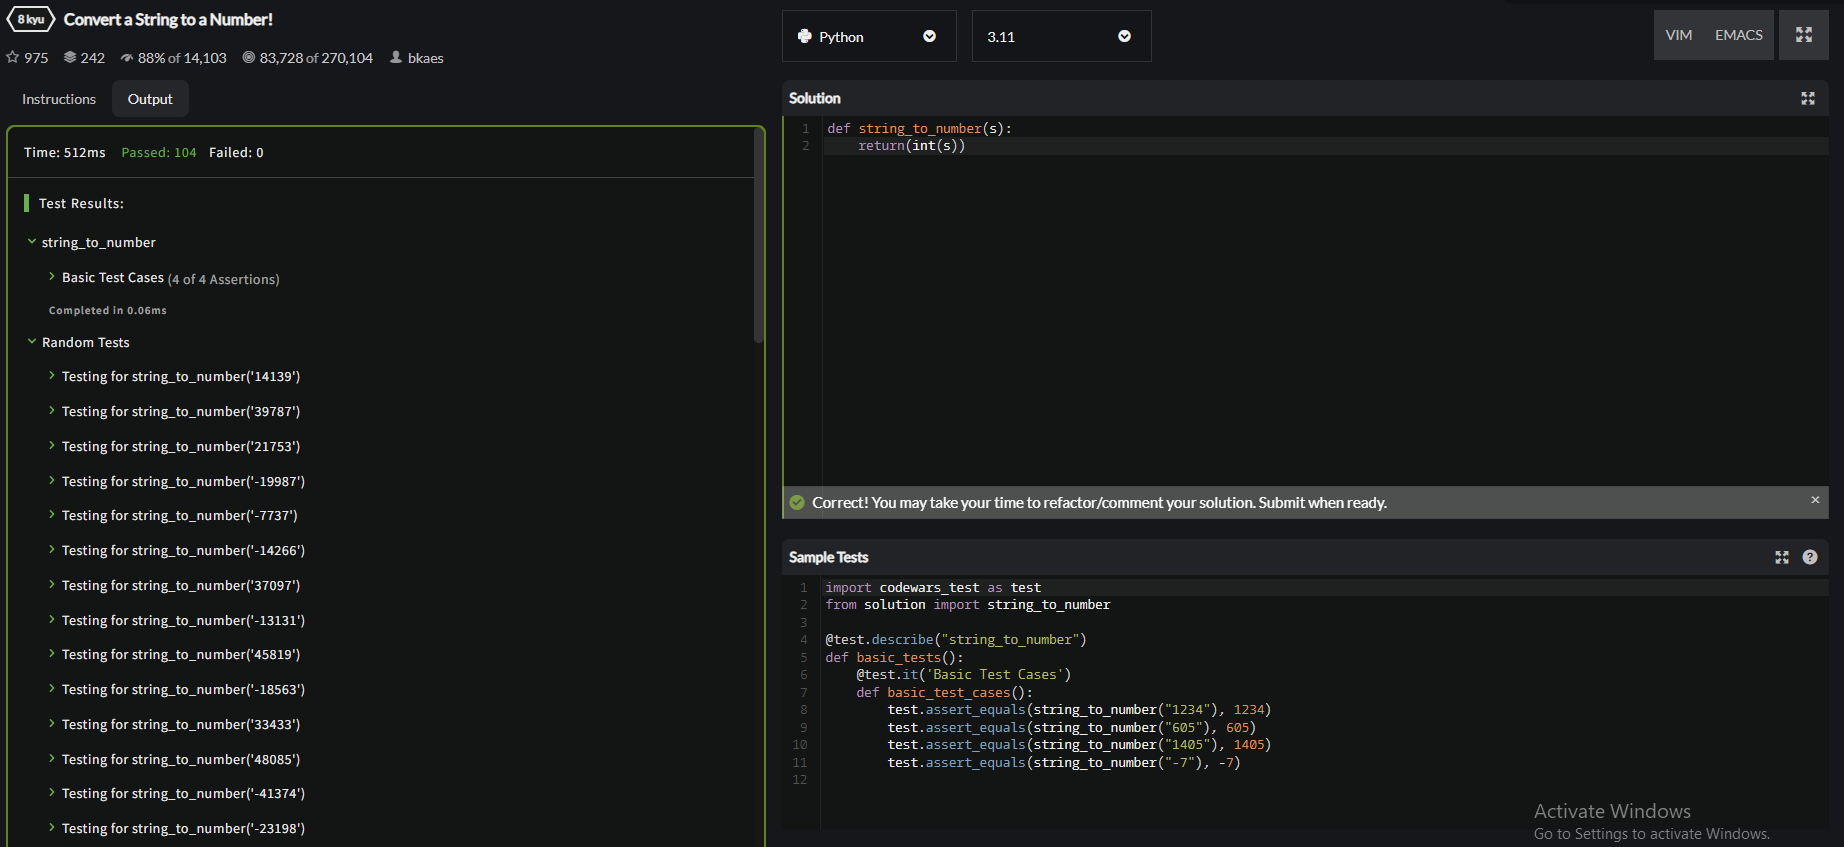 8 kyu Convert a String to a Number!
975 242 88% of 14,103 83,728 of 270,104 bkaes
Instructions Output
Time: 512ms Passed: 104 Failed: 0
Test Results:
string_to_number
Basic Test Cases (4 of 4 Assertions)
Completed in 0.06ms
Random Tests
Testing for string_to_number('14139')
Testing for string_to_number('39787')
Testing for string_to_number('21753')
Testing for string_to_number('-19987')
Testing for string_to_number('-7737')
Testing for string_to_number('-14266')
Testing for string_to_number('37097')
Testing for string_to_number('-13131')
Testing for string_to_number('45819')
Testing for string_to_number('-18563')
Testing for string_to_number('33433')
Testing for string_to_number('48085')
Testing for string_to_number('-41374')
Testing for string_to_number('-23198')
Python 3.11 VIM EMACS
Solution
1 def string_to_number(s):
2     return(int(s))
Correct! You may take your time to refactor/comment your solution. Submit when ready. ×
Sample Tests ?
1 import codewars_test as test
2 from solution import string_to_number
3
4 @test.describe("string_to_number")
5 def basic_tests():
6     @test.it('Basic Test Cases')
7     def basic_test_cases():
8         test.assert_equals(string_to_number("1234"), 1234)
9         test.assert_equals(string_to_number("605"), 605)
10         test.assert_equals(string_to_number("1405"), 1405)
11         test.assert_equals(string_to_number("-7"), -7)
12
Activate Windows
Go to Settings to activate Windows.